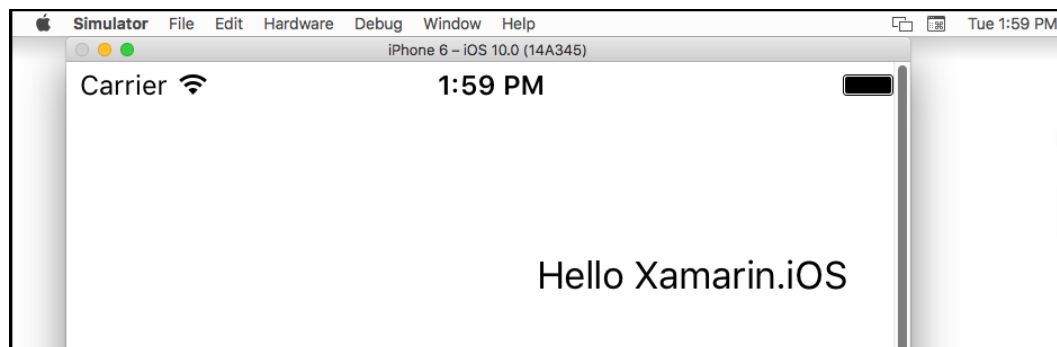 Simulator File Edit Hardware Debug Window Help Tue 1:59 PM
iPhone 6 – iOS 10.0 (14A345)
Carrier 1:59 PM
Hello Xamarin.iOS